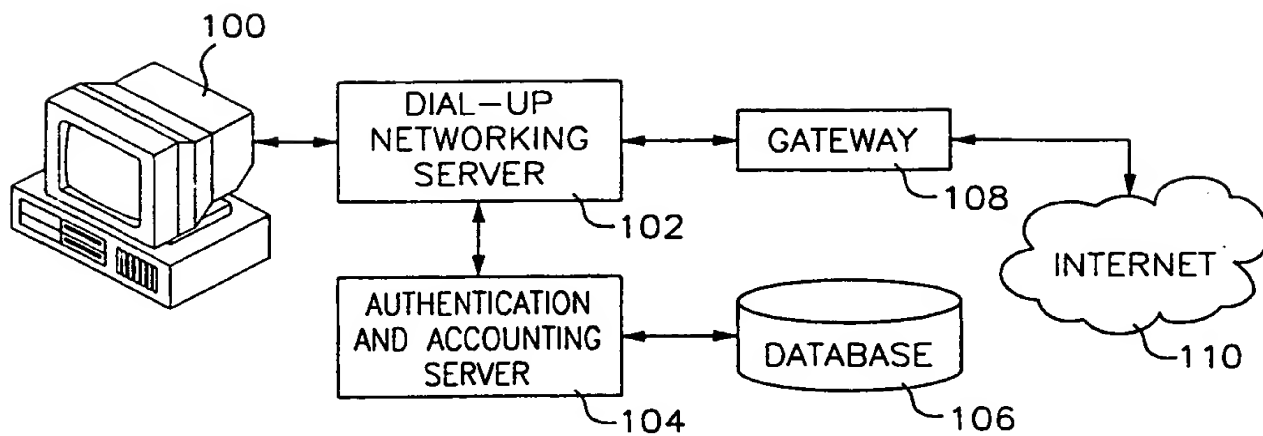 100
DIAL-UP
NETWORKING
SERVER
102
GATEWAY
108
INTERNET
110
AUTHENTICATION
AND ACCOUNTING
SERVER
104
DATABASE
106